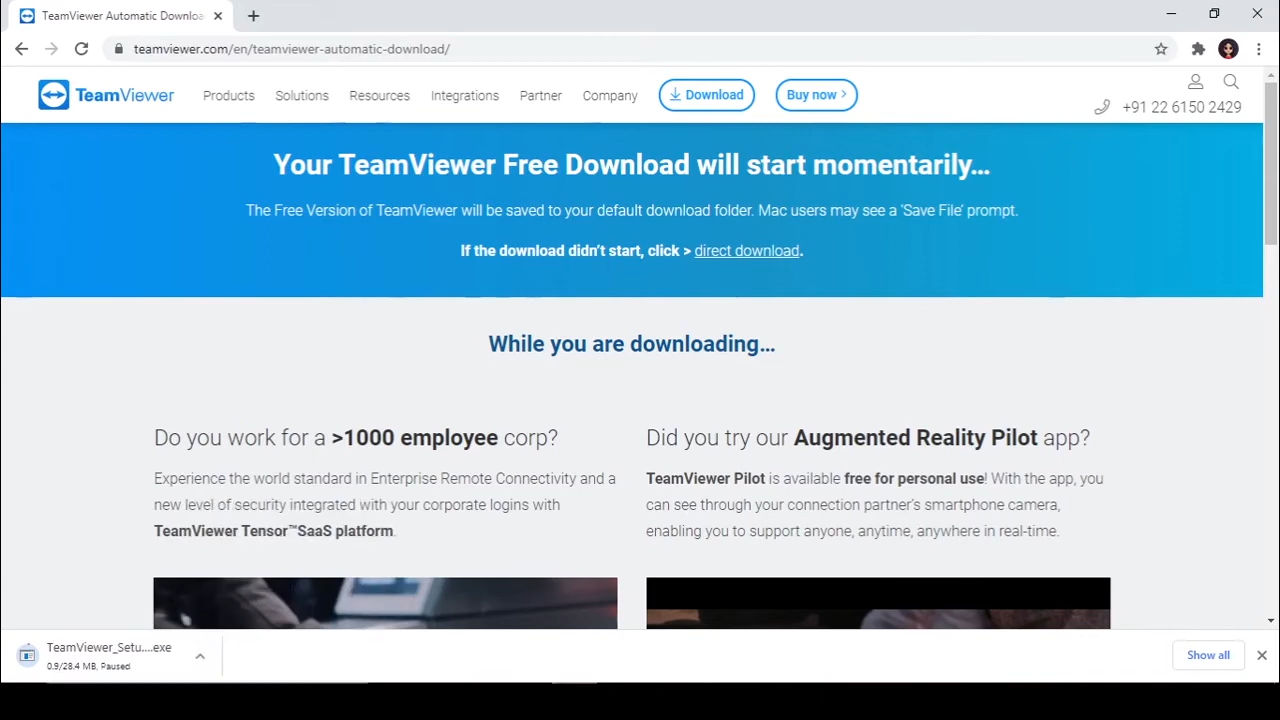 TeamViewer Automatic Downloa
teamviewer.com/en/teamviewer-automatic-download/
TeamViewer Products Solutions Resources Integrations Partner Company Download Buy now
+91 22 6150 2429
Your TeamViewer Free Download will start momentarily...
The Free Version of TeamViewer will be saved to your default download folder. Mac users may see a 'Save File' prompt.
If the download didn't start, click > direct download.
While you are downloading...
Do you work for a >1000 employee corp?
Experience the world standard in Enterprise Remote Connectivity and a
new level of security integrated with your corporate logins with
TeamViewer Tensor™SaaS platform.
Did you try our Augmented Reality Pilot app?
TeamViewer Pilot is available free for personal use! With the app, you
can see through your connection partner's smartphone camera,
enabling you to support anyone, anytime, anywhere in real-time.
TeamViewer_Setu....exe
0.9/28.4 MB, Paused
Show all